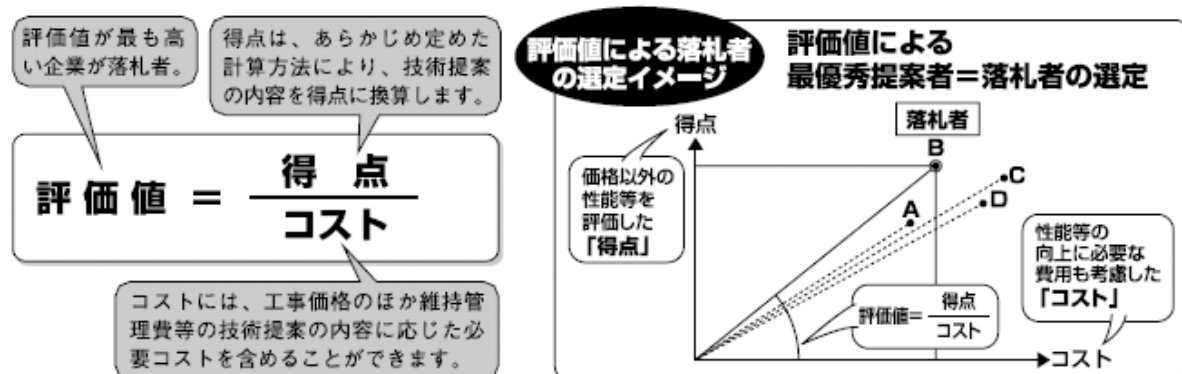 評価値が最も高
い企業が落札者。
得点は、あらかじめ定めた
計算方法により、技術提案
の内容を得点に換算します。
評価値 = 得点
コスト
コストには、工事価格のほか維持管
理費等の技術提案の内容に応じた必
要コストを含めることができます。
評価値による落札者
の選定イメージ
評価値による
最優秀提案者=落札者の選定
得点
落札者
B
価格以外の
性能等を
評価した
「得点」
A
C
D
性能等の
向上に必要な
費用も考慮した
「コスト」
評価値= 得点
コスト
コスト